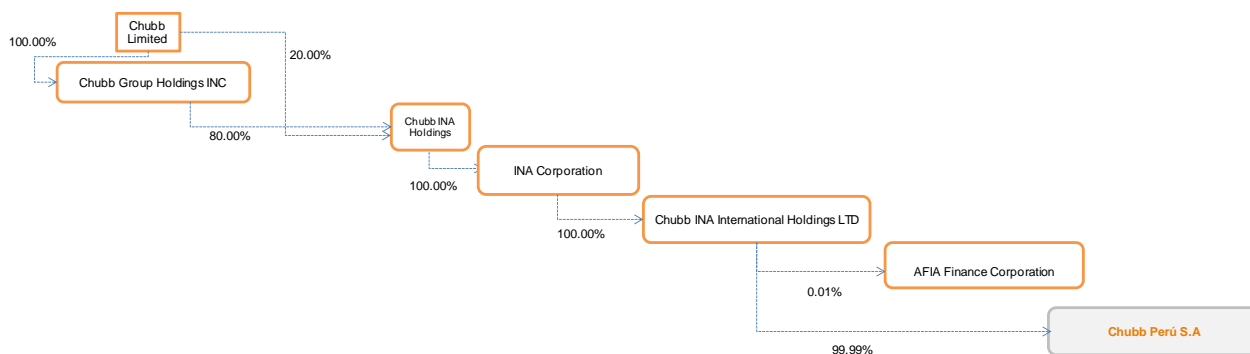 Chubb
Limited
100.00%
20.00%
Chubb Group Holdings INC
80.00%
Chubb INA
Holdings
100.00%
INA Corporation
100.00%
Chubb INA International Holdings LTD
AFIA Finance Corporation
0.01%
Chubb Perú S.A
99.99%